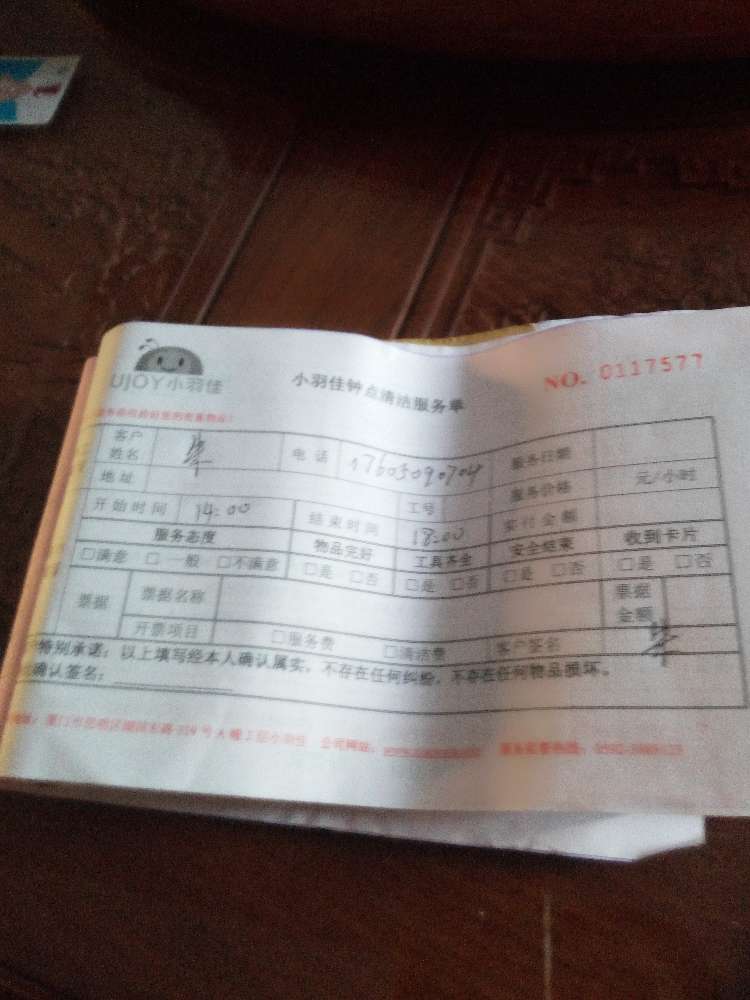 UJOY小羽佳
小羽佳钟点清洁服务单
NO. 0117577
客户姓名 华 电话 服务日期
地址 服务价格 元/小时
开始时间 14:00 结束时间 18:00 工号 实付金额
服务态度 物品完好 工具齐全 安全结束 收到卡片
□满意 □一般 □不满意 □是 □否 □是 □否 □是 □否 □是 □否
票据 票据名称 票据金额
开票项目 □服务费 □清洁费 客户签名 华
特别承诺：以上填写经本人确认属实，不存在任何纠纷，不存在任何物品损坏。
确认签名：
公司网站：